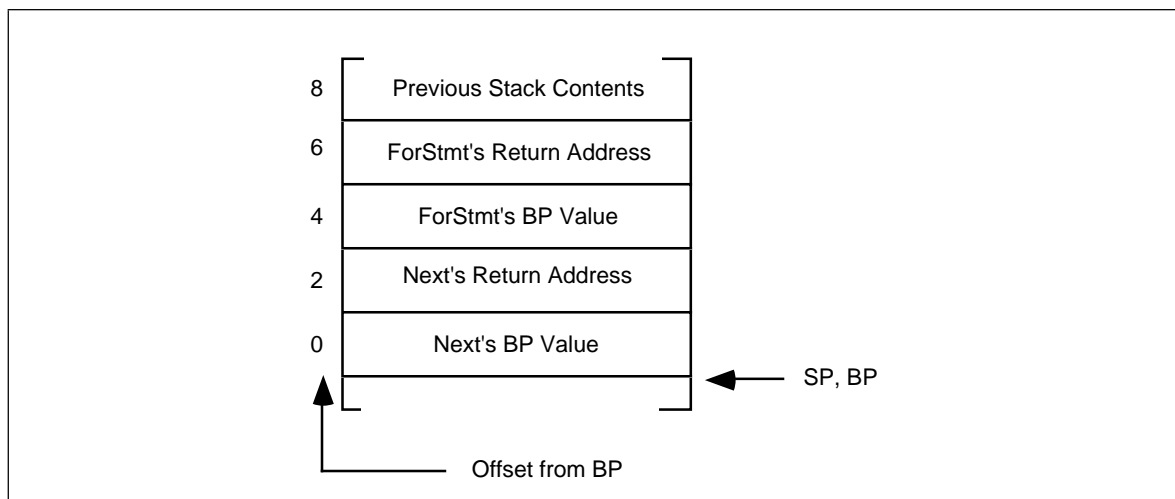 8 Previous Stack Contents
6 ForStmt's Return Address
4 ForStmt's BP Value
2 Next's Return Address
0 Next's BP Value
SP, BP
Offset from BP